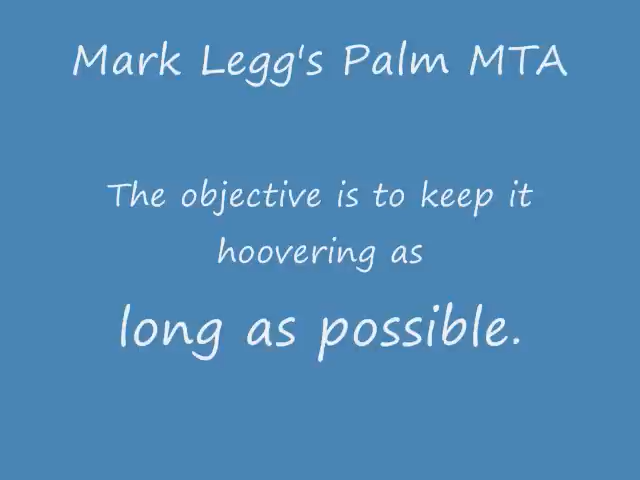 Mark Legg's Palm MTA
The objective is to keep it
hoovering as
long as possible.